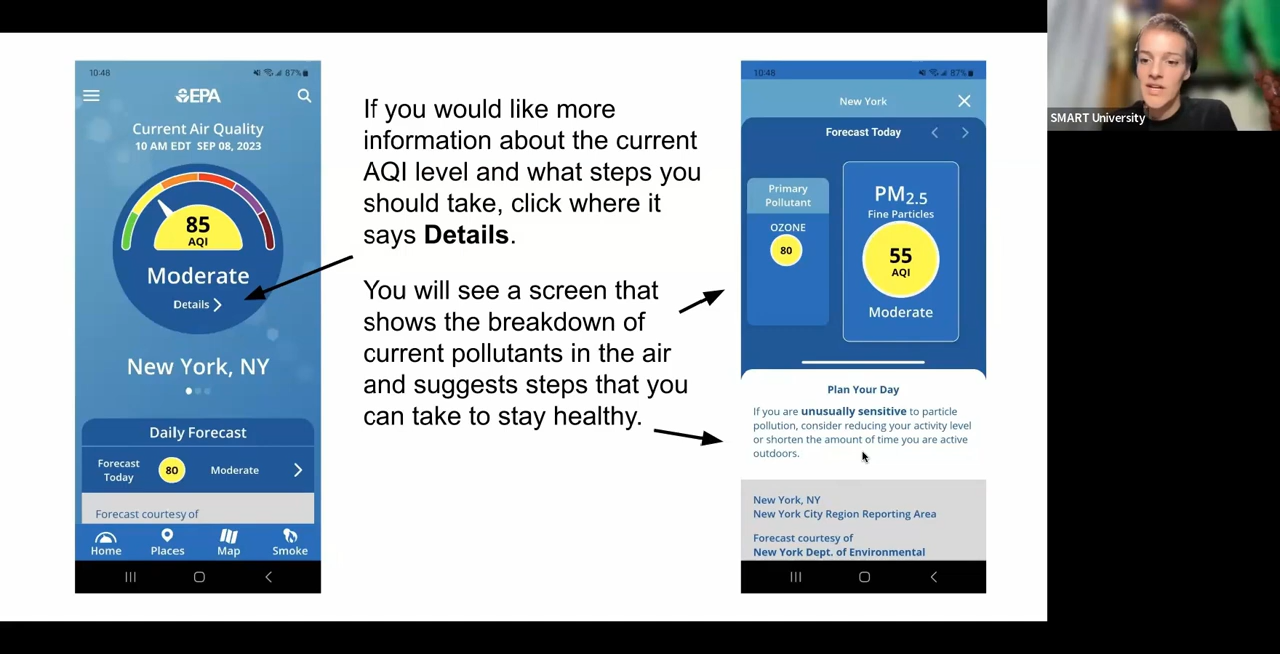 10:48
87%
EPA
Current Air Quality
10 AM EDT SEP 08, 2023
85
AQI
Moderate
Details
New York, NY
Daily Forecast
Forecast
Today
80
Moderate
Forecast courtesy of
Home Places Map Smoke
If you would like more
information about the current
AQI level and what steps you
should take, click where it
says Details.
You will see a screen that
shows the breakdown of
current pollutants in the air
and suggests steps that you
can take to stay healthy.
10:48
87%
New York
Forecast Today
Primary
Pollutant
OZONE
80
PM2.5
Fine Particles
55
AQI
Moderate
Plan Your Day
If you are unusually sensitive to particle
pollution, consider reducing your activity level
or shorten the amount of time you are active
outdoors.
New York, NY
New York City Region Reporting Area
Forecast courtesy of
New York Dept. of Environmental
SMART University